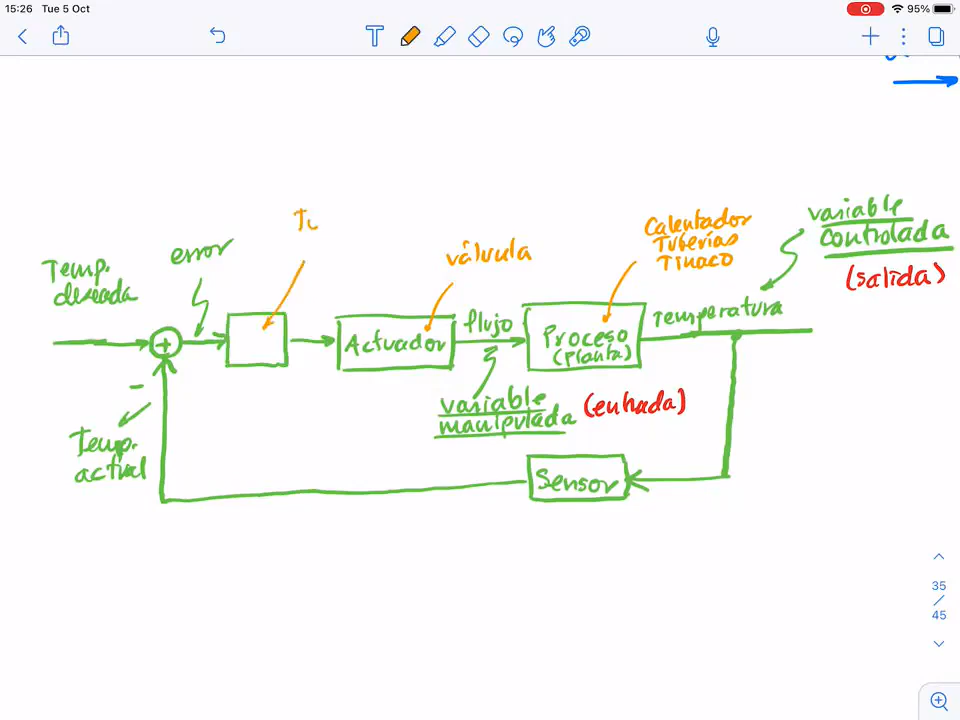 15:26 Tue 5 Oct
95%
T
variable
controlada
(salida)
Calentador
Tuberías
Tinaco
Tu
error
válvula
Temp.
deseada
Temperatura
flujo
+
Actuador
Proceso
(Planta)
−
variable
manipulada
(entrada)
Temp.
actual
Sensor
35
/
45